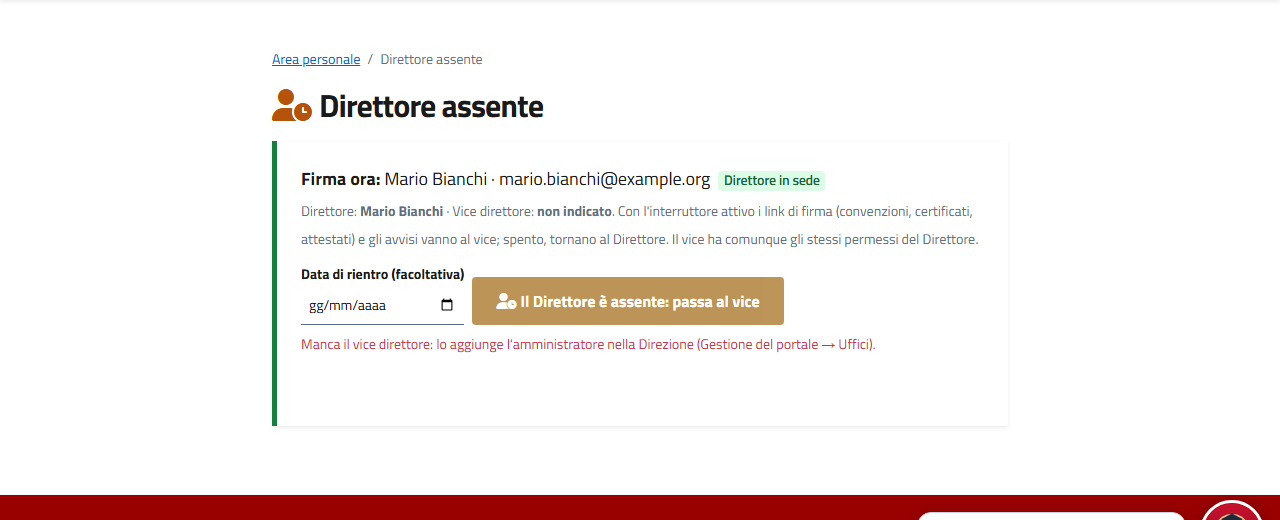 Area personale / Direttore assente
Direttore assente
Firma ora: Mario Bianchi · mario.bianchi@example.org Direttore in sede
Direttore: Mario Bianchi · Vice direttore: non indicato. Con l'interruttore attivo i link di firma (convenzioni, certificati,
attestati) e gli avvisi vanno al vice; spento, tornano al Direttore. Il vice ha comunque gli stessi permessi del Direttore.
Data di rientro (facoltativa)
gg/mm/aaaa
Il Direttore è assente: passa al vice
Manca il vice direttore: lo aggiunge l'amministratore nella Direzione (Gestione del portale → Uffici).